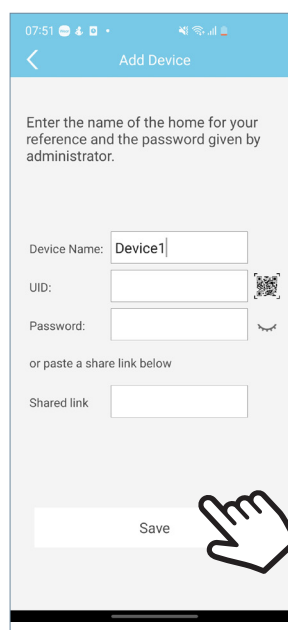 07:51
Add Device
Enter the name of the home for your
reference and the password given by
administrator.
Device Name: Device1
UID:
Password:
or paste a share link below
Shared link
Save